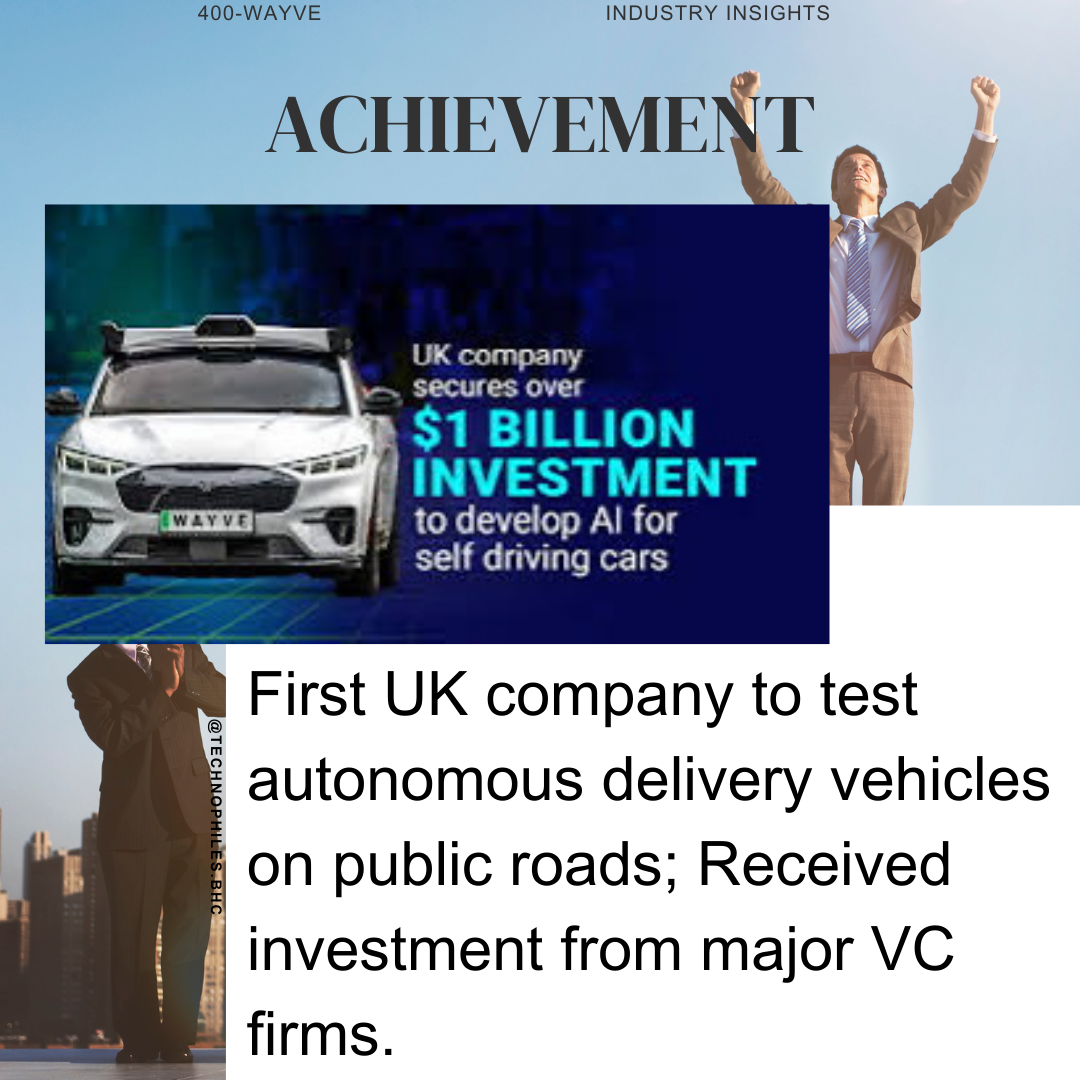 400-WAYVE
INDUSTRY INSIGHTS
ACHIEVEMENT
UK company
secures over
$1 BILLION
INVESTMENT
to develop AI for
self driving cars
WAYVE
First UK company to test
autonomous delivery vehicles
on public roads; Received
investment from major VC
firms.
@TECHNOPHILES.BHC